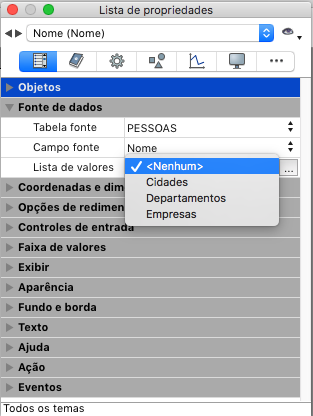 Lista de propriedades
Nome (Nome)
Objetos
Fonte de dados
Tabela fonte PESSOAS
Campo fonte Nome
Lista de valores <Nenhum> ...
Cidades
Departamentos
Empresas
Coordenadas e dim
Opções de redimen
Controles de entrada
Faixa de valores
Exibir
Aparência
Fundo e borda
Texto
Ajuda
Ação
Eventos
Todos os temas